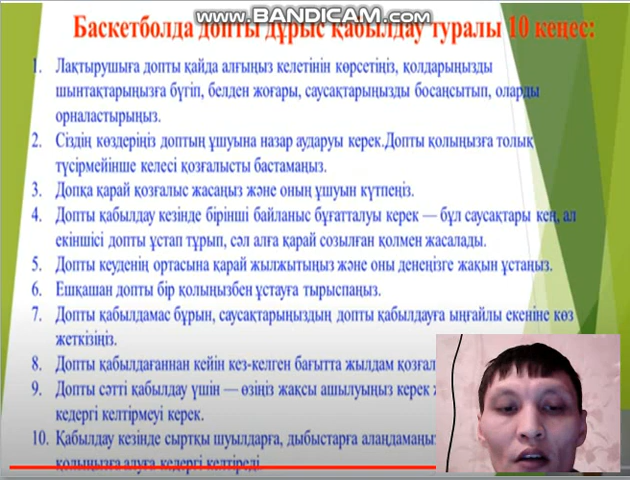 www.BANDICAM.com
Баскетболда допты дұрыс қабылдау туралы 10 кеңес:
1. Лақтырушыға допты қайда алғыңыз келетінін көрсетіңіз, қолдарыңызды
шынтақтарыңызға бүгіп, белден жоғары, саусақтарыңызды босаңсытып, оларды
орналастырыңыз.
2. Сіздің көздеріңіз доптың ұшуына назар аударуы керек.Допты қолыңызға толық
түсірмейінше келесі қозғалысты бастамаңыз.
3. Допқа қарай қозғалыс жасаңыз және оның ұшуын күтпеңіз.
4. Допты қабылдау кезінде бірінші байланыс бұғатталуы керек — бұл саусақтары кең, ал
екіншісі допты ұстап тұрып, сәл алға қарай созылған қолмен жасалады.
5. Допты кеуденің ортасына қарай жылжытыңыз және оны денеңізге жақын ұстаңыз.
6. Ешқашан допты бір қолыңызбен ұстауға тырыспаңыз.
7. Допты қабылдамас бұрын, саусақтарыңыздың допты қабылдауға ыңғайлы екеніне көз
жеткізіңіз.
8. Допты қабылдағаннан кейін кез-келген бағытта жылдам
9. Допты сәтті қабылдау үшін — өзіңіз жақсы ашылуыңыз керек
кедергі келтірмеуі керек.
10. Қабылдау кезінде сыртқы шуылдарға, дыбыстарға
қолыңызға алуға кедергі келтіреді.